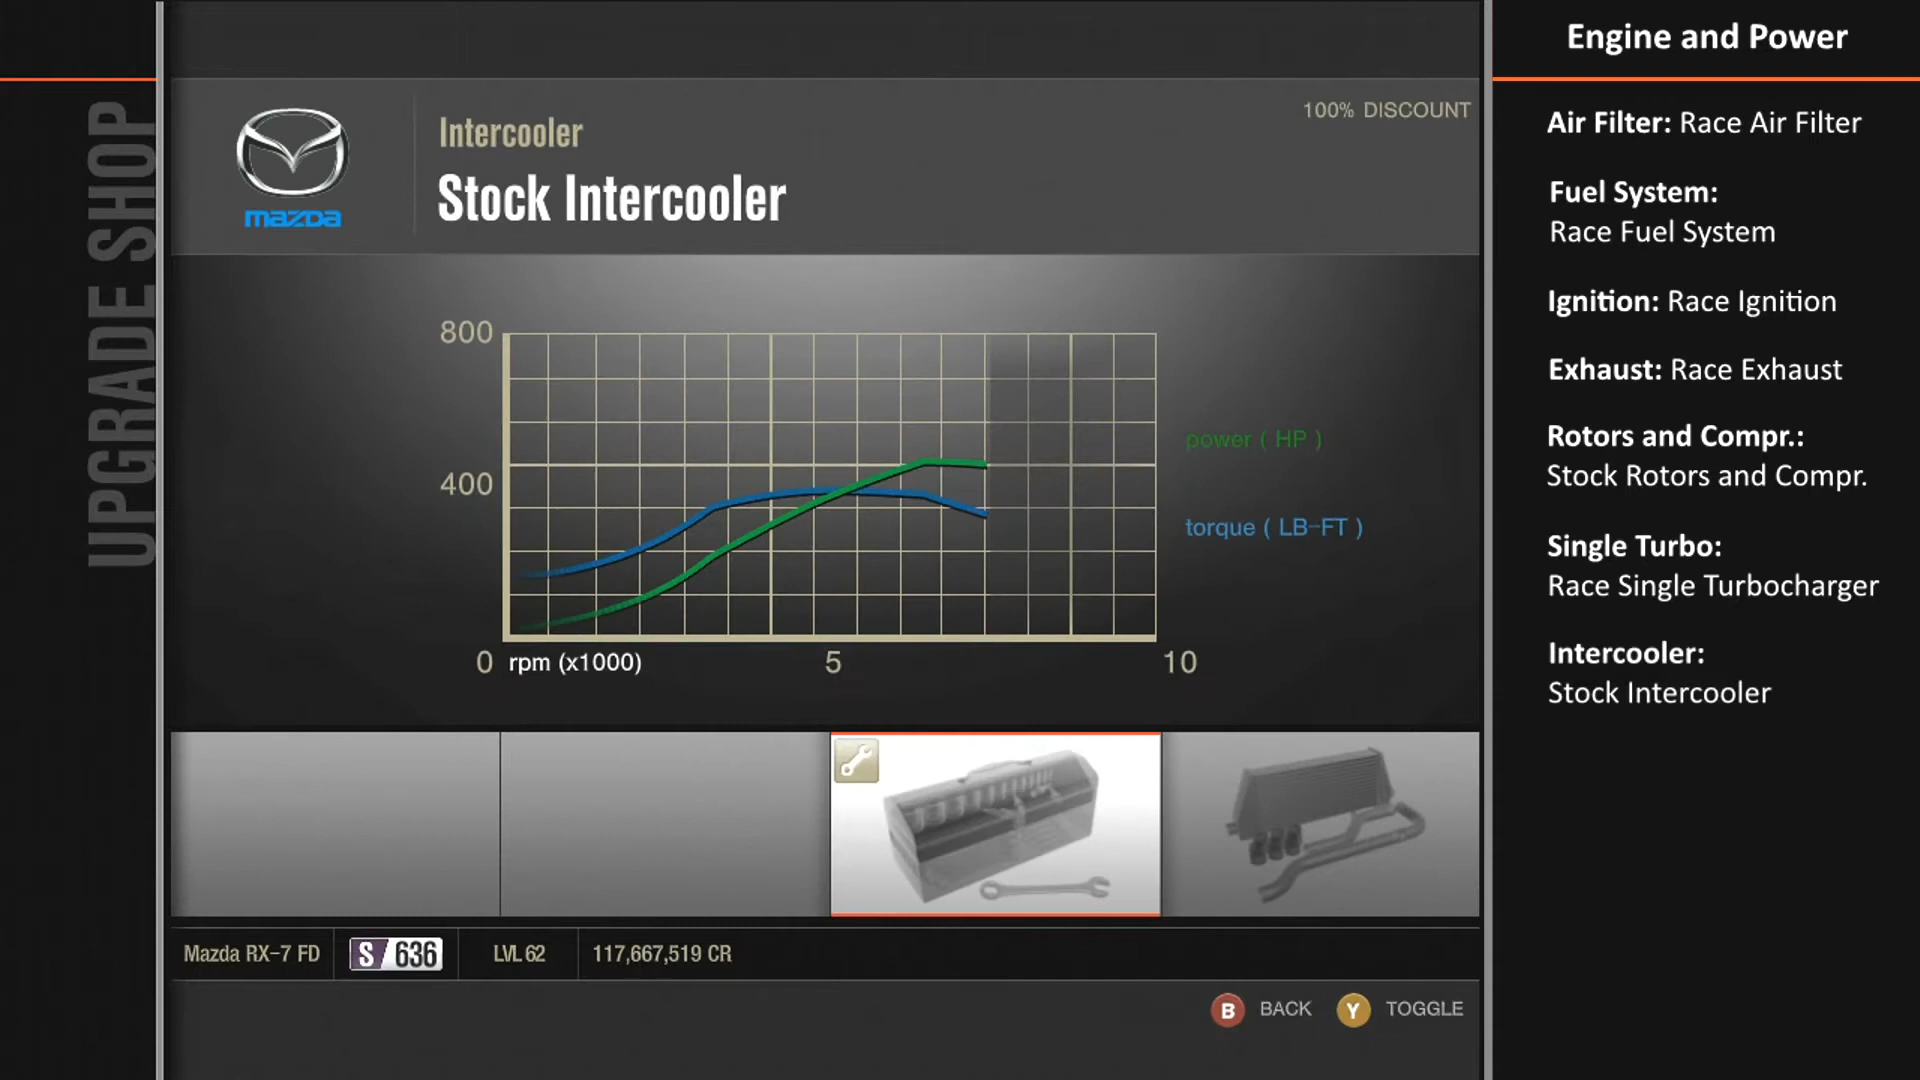 UPGRADE SHOP
mazda
Intercooler
Stock Intercooler
100% DISCOUNT
800
400
0
rpm (x1000)
5
10
power ( HP )
torque ( LB-FT )
Mazda RX-7 FD
S 636
LVL 62
117,667,519 CR
B BACK
Y TOGGLE
Engine and Power
Air Filter: Race Air Filter
Fuel System:
Race Fuel System
Ignition: Race Ignition
Exhaust: Race Exhaust
Rotors and Compr.:
Stock Rotors and Compr.
Single Turbo:
Race Single Turbocharger
Intercooler:
Stock Intercooler